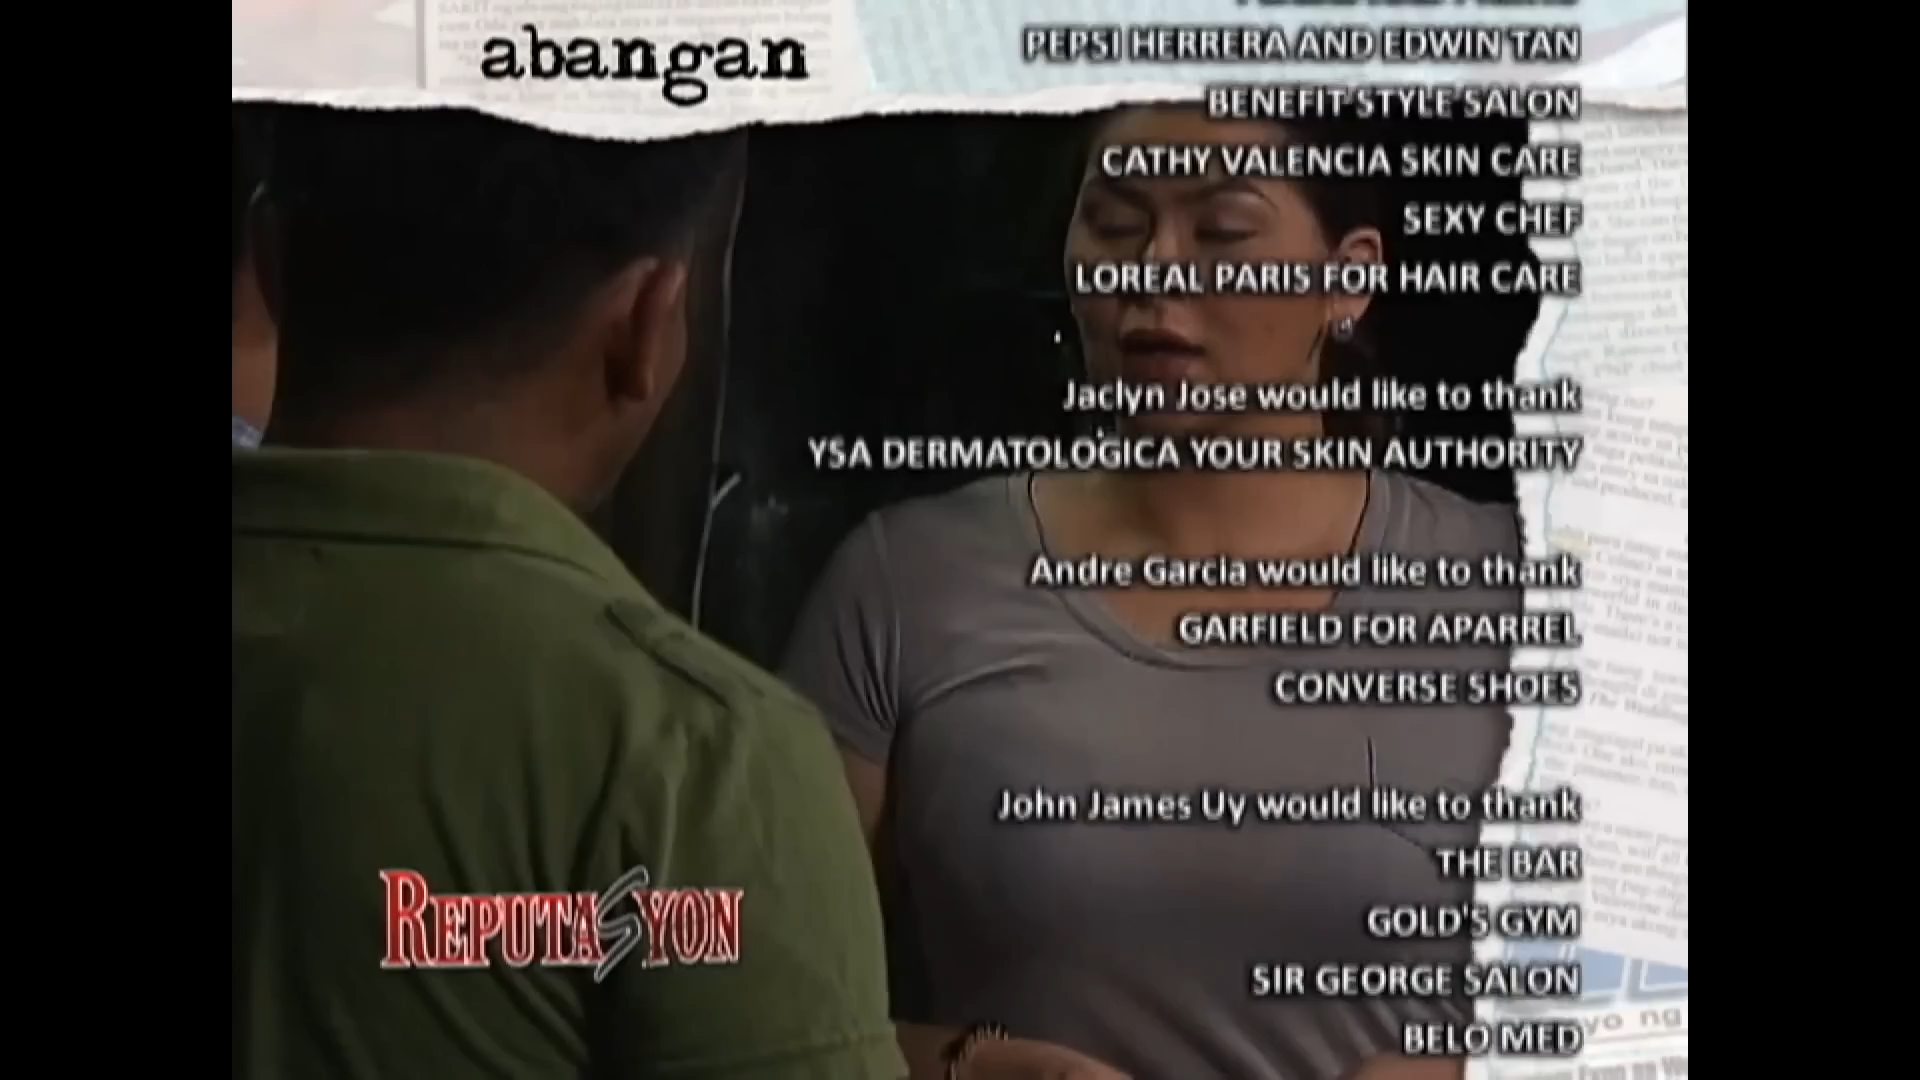 abangan
PEPSI HERRERA AND EDWIN TAN
BENEFIT STYLE SALON
CATHY VALENCIA SKIN CARE
SEXY CHEF
LOREAL PARIS FOR HAIR CARE
Jaclyn Jose would like to thank
YSA DERMATOLOGICA YOUR SKIN AUTHORITY
Andre Garcia would like to thank
GARFIELD FOR APARREL
CONVERSE SHOES
John James Uy would like to thank
THE BAR
GOLD'S GYM
SIR GEORGE SALON
BELO MED
REPUTASYON